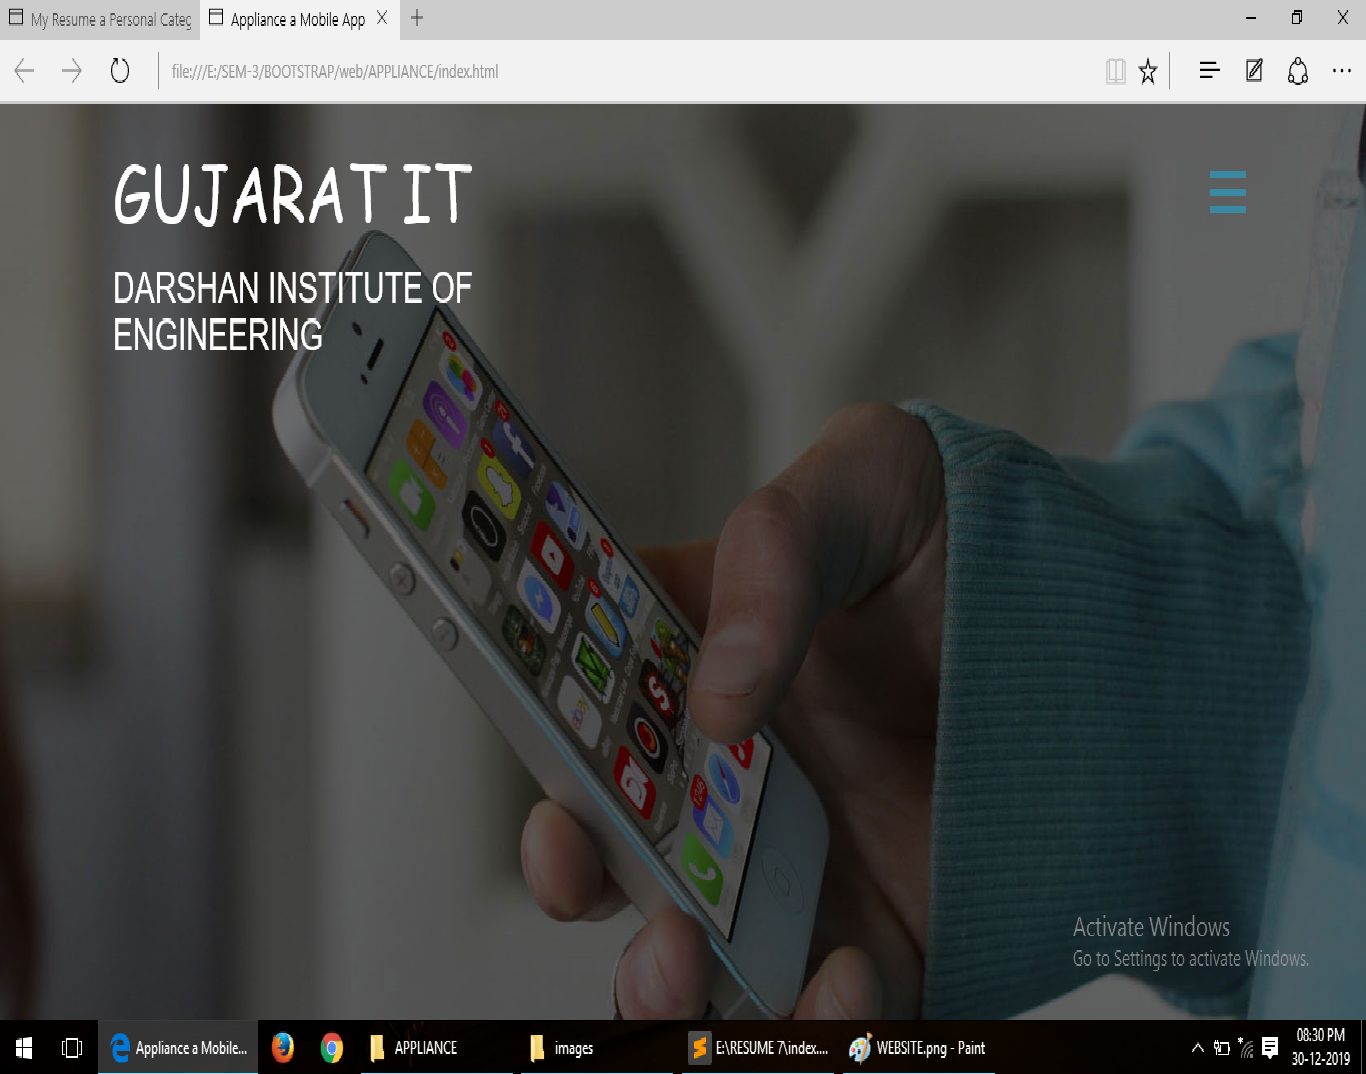 My Resume a Personal Categ
Appliance a Mobile App
file:///E:/SEM-3/BOOTSTRAP/web/APPLIANCE/index.html
GUJARAT IT
DARSHAN INSTITUTE OF
ENGINEERING
Activate Windows
Go to Settings to activate Windows.
Appliance a Mobile...
APPLIANCE
images
E:\RESUME 7\index....
WEBSITE.png - Paint
08:30 PM
30-12-2019